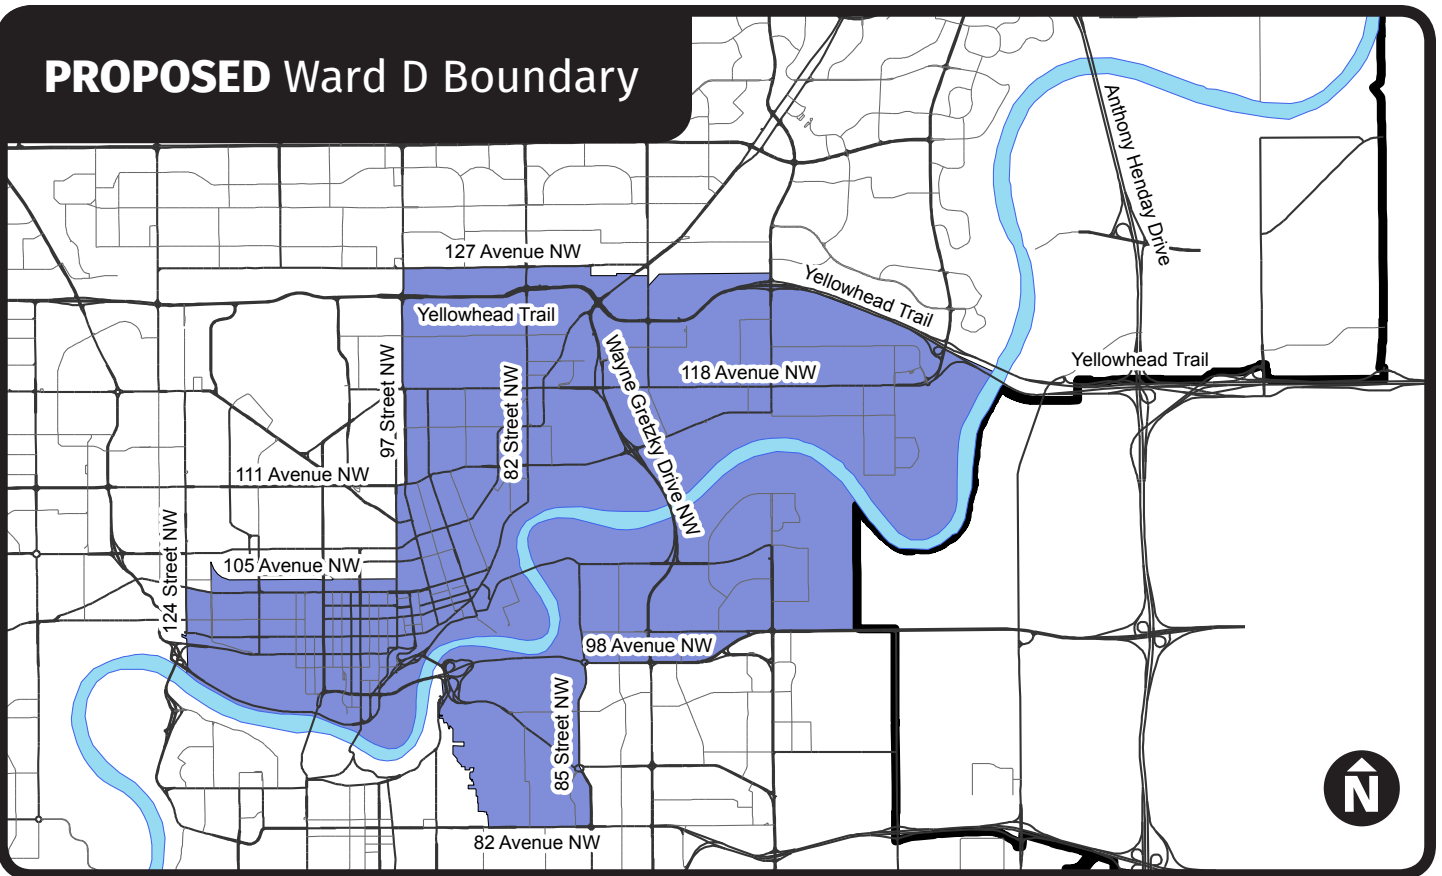 PROPOSED Ward D Boundary
Anthony Henday Drive
127 Avenue NW
Yellowhead Trail
Yellowhead Trail
Yellowhead Trail
97 Street NW
82 Street NW
Wayne Gretzky Drive NW
118 Avenue NW
111 Avenue NW
124 Street NW
105 Avenue NW
98 Avenue NW
85 Street NW
82 Avenue NW
N